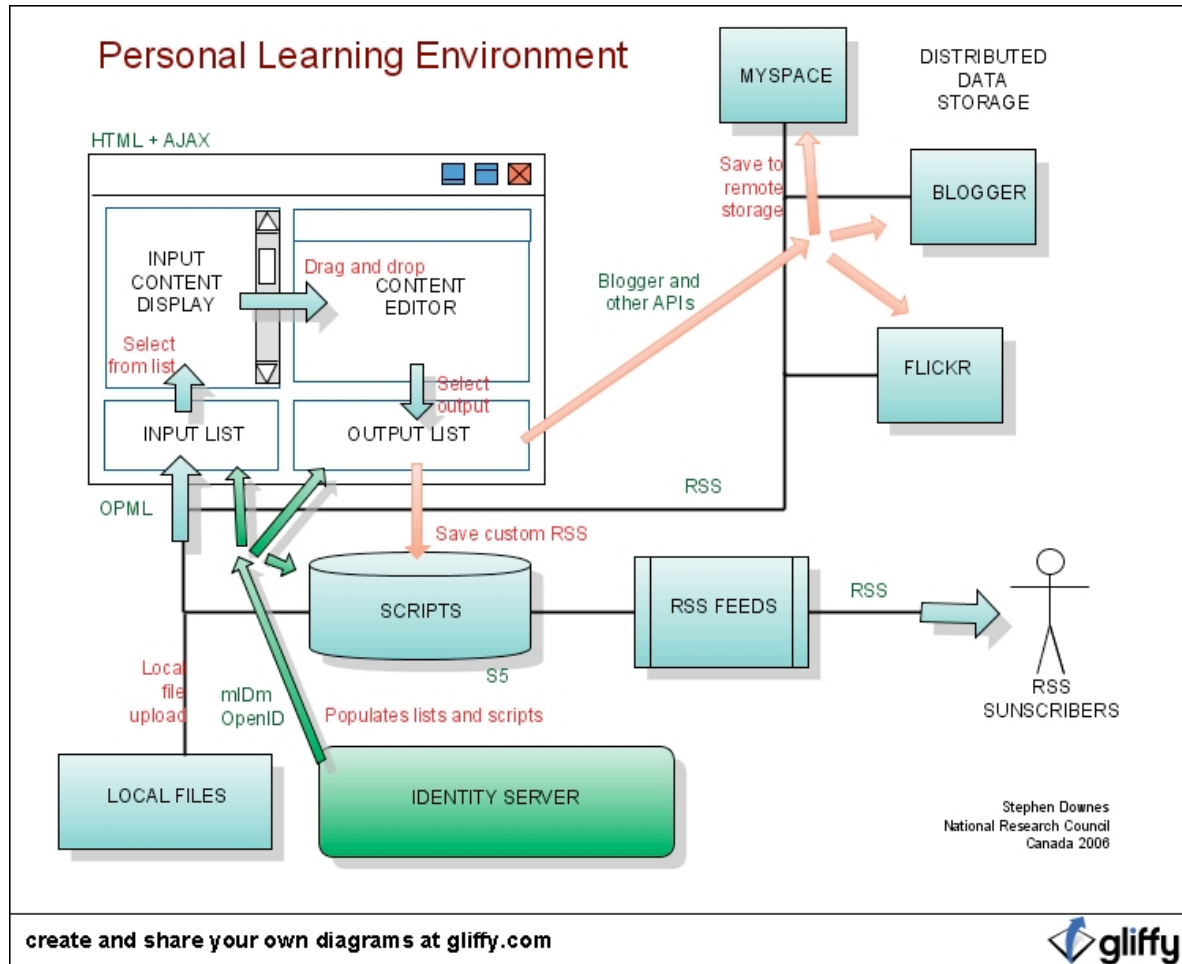 Personal Learning Environment
MYSPACE
DISTRIBUTED
DATA
STORAGE
HTML + AJAX
Save to
remote
storage
BLOGGER
INPUT
CONTENT
DISPLAY
Drag and drop
CONTENT
EDITOR
Blogger and
other APIs
Select
from list
FLICKR
Select
output
INPUT LIST
OUTPUT LIST
OPML
RSS
Save custom RSS
SCRIPTS
RSS FEEDS
RSS
S5
RSS
SUNSCRIBERS
Local
file
upload
mIDm
OpenID
Populates lists and scripts
LOCAL FILES
IDENTITY SERVER
Stephen Downes
National Research Council
Canada 2006
create and share your own diagrams at gliffy.com
gliffy